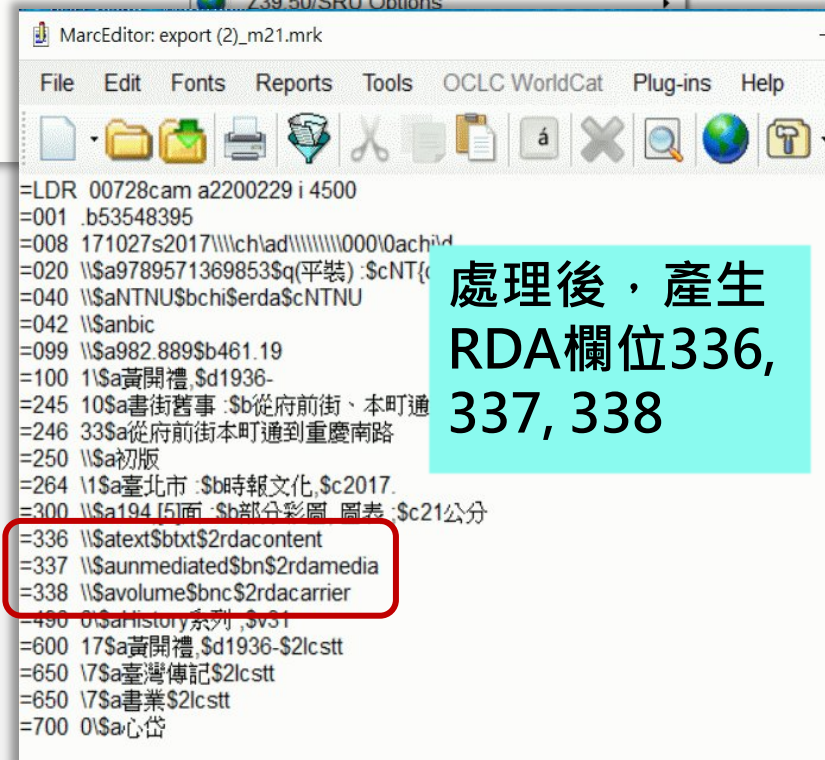 Z39.50/SRU Options
MarcEditor: export (2)_m21.mrk
File Edit Fonts Reports Tools OCLC WorldCat Plug-ins Help
á
=LDR 00728cam a2200229 i 4500
=001 .b53548395
=008 171027s2017\\\\ch\ad\\\\\\\\\000\0achi\d
=020 \\$a9789571369853$q(平裝) :$cNT{d
=040 \\$aNTNU$bchi$erda$cNTNU
=042 \\$anbic
=099 \\$a982.889$b461.19
=100 1\$a黃開禮,$d1936-
=245 10$a書街舊事 :$b從府前街、本町通
=246 33$a從府前街本町通到重慶南路
=250 \\$a初版
=264 \1$a臺北市 :$b時報文化,$c2017.
=300 \\$a194,[5]面 :$b部分彩圖, 圖表 ;$c21公分
=336 \\$atext$btxt$2rdacontent
=337 \\$aunmediated$bn$2rdamedia
=338 \\$avolume$bnc$2rdacarrier
=490 0\$aHistory系列 ;$v31
=600 17$a黃開禮,$d1936-$2lcstt
=650 \7$a臺灣傳記$2lcstt
=650 \7$a書業$2lcstt
=700 0\$a心岱
處理後，產生
RDA欄位336,
337, 338